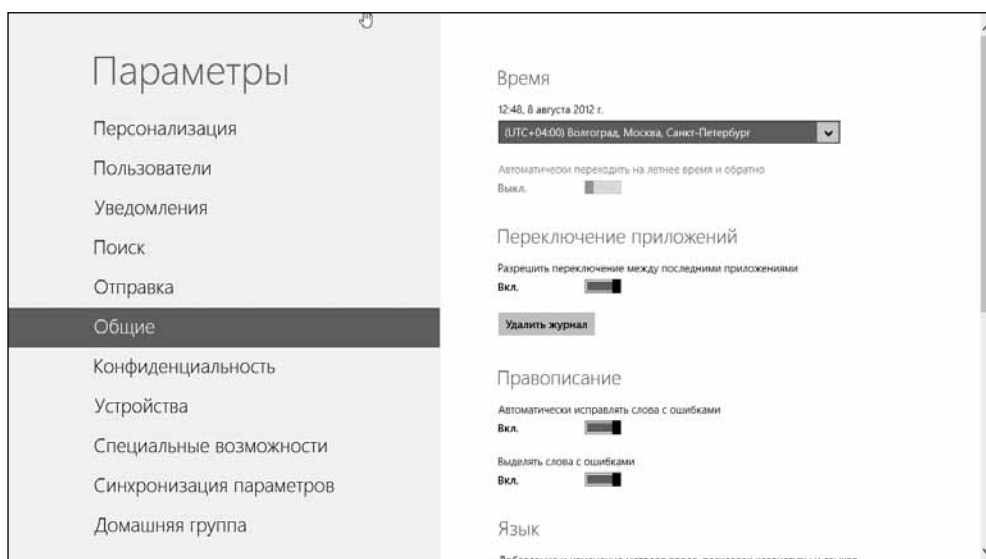 Параметры
Персонализация
Пользователи
Уведомления
Поиск
Отправка
Общие
Конфиденциальность
Устройства
Специальные возможности
Синхронизация параметров
Домашняя группа
Время
12:48, 8 августа 2012 г.
(UTC+04:00) Волгоград, Москва, Санкт-Петербург
Автоматически переходить на летнее время и обратно
Выкл.
Переключение приложений
Разрешить переключение между последними приложениями
Вкл.
Удалить журнал
Правописание
Автоматически исправлять слова с ошибками
Вкл.
Выделять слова с ошибками
Вкл.
Язык